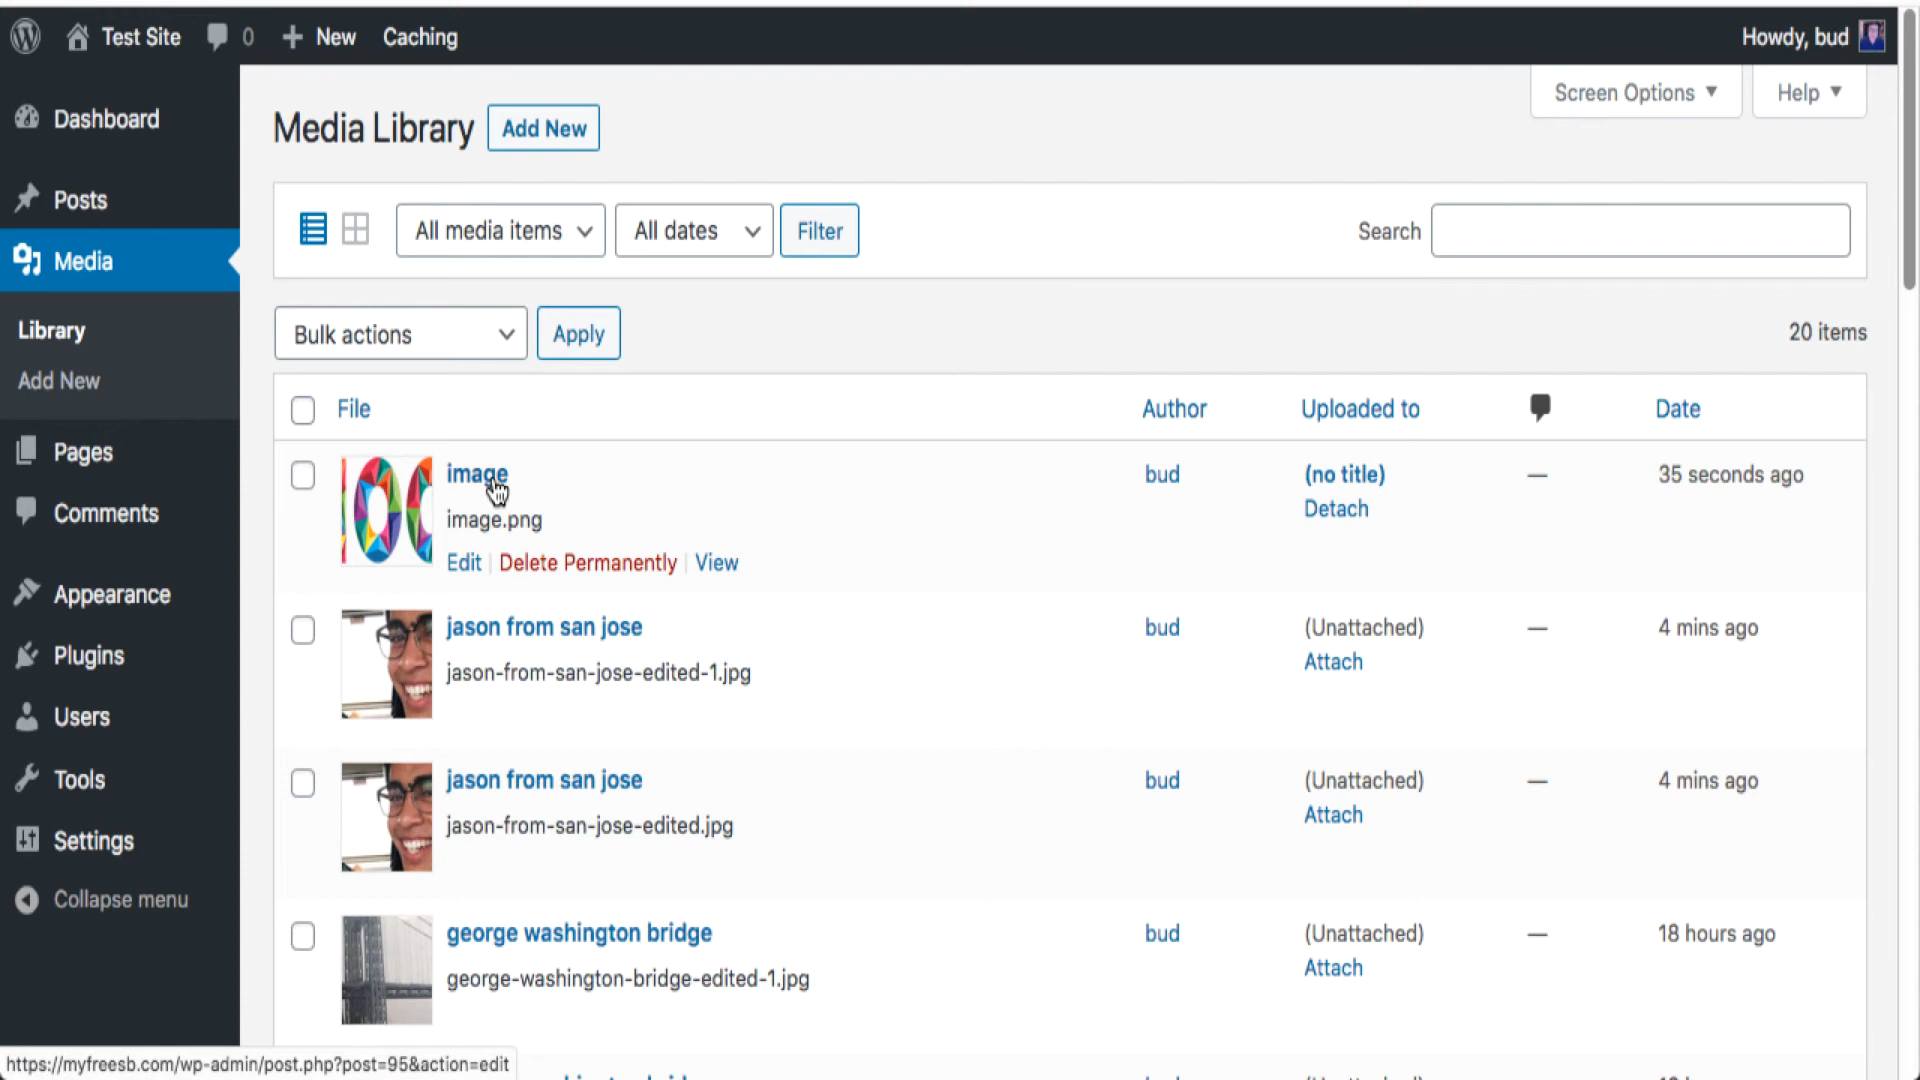 Test Site 0 New Caching Howdy, bud
Screen Options Help
Dashboard
Posts
Media
Library
Add New
Pages
Comments
Appearance
Plugins
Users
Tools
Settings
Collapse menu
Media Library Add New
All media items All dates Filter Search
Bulk actions Apply 20 items
File Author Uploaded to Date
image bud (no title) — 35 seconds ago
image.png Detach
Edit | Delete Permanently | View
jason from san jose bud (Unattached) — 4 mins ago
jason-from-san-jose-edited-1.jpg Attach
jason from san jose bud (Unattached) — 4 mins ago
jason-from-san-jose-edited.jpg Attach
george washington bridge bud (Unattached) — 18 hours ago
george-washington-bridge-edited-1.jpg Attach
https://myfreesb.com/wp-admin/post.php?post=95&action=edit